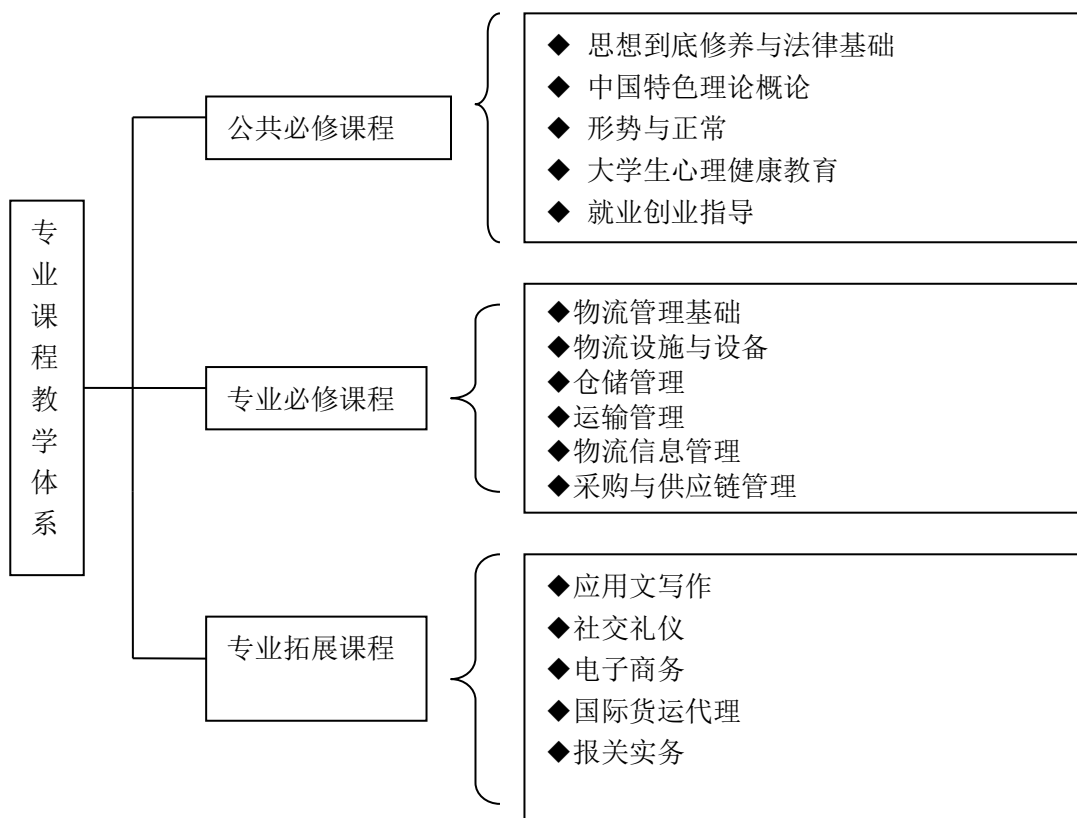 专业课程教学体系
公共必修课程
◆ 思想到底修养与法律基础
◆ 中国特色理论概论
◆ 形势与正常
◆ 大学生心理健康教育
◆ 就业创业指导
专业必修课程
◆物流管理基础
◆物流设施与设备
◆仓储管理
◆运输管理
◆物流信息管理
◆采购与供应链管理
专业拓展课程
◆应用文写作
◆社交礼仪
◆电子商务
◆国际货运代理
◆报关实务